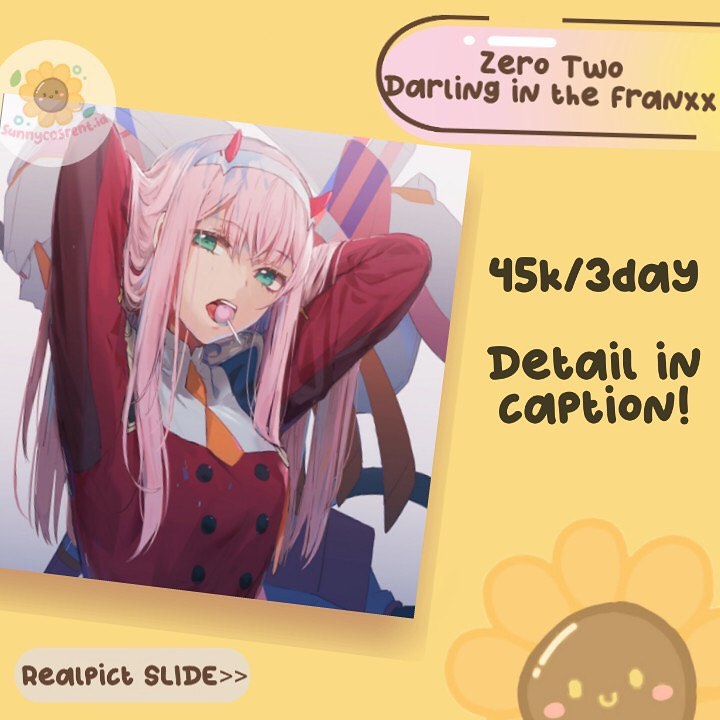 Zero Two
Darling in the Franxx
sunnycosrent.id
45k/3day
Detail in
caption!
Realpict SLIDE>>